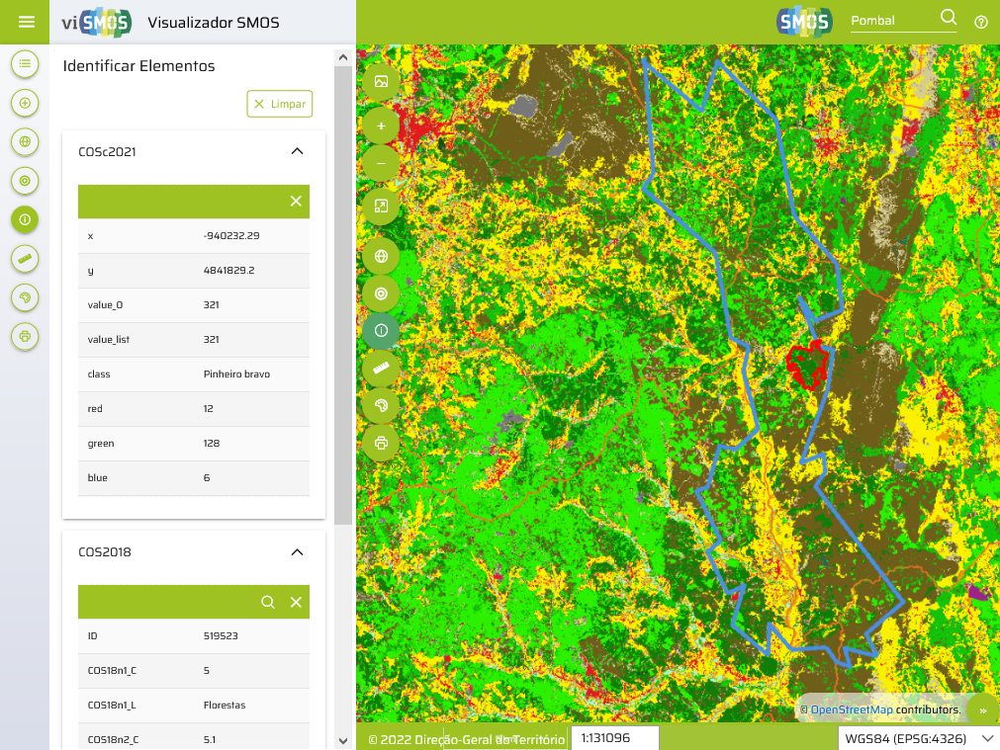 viSMOS
Visualizador SMOS
SMOS
Pombal
Identificar Elementos
Limpar
COSc2021
x -940232.29
y 4841829.2
value_0 321
value_list 321
class Pinheiro bravo
red 12
green 128
blue 6
COS2018
ID 519523
COS18n1_C 5
COS18n1_L Florestas
COS18n2_C 5.1
© OpenStreetMap contributors.
»
© 2022 Direção-Geral do Território
1:131096
WGS84 (EPSG:4326)